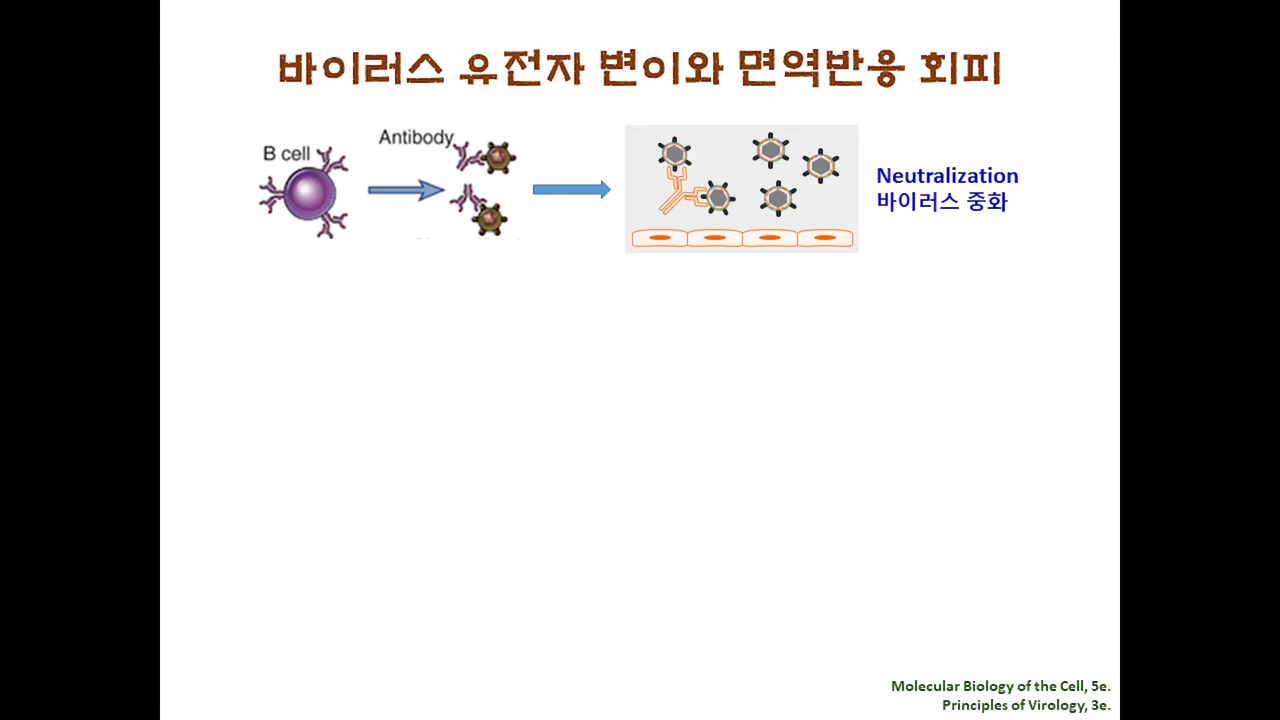 바이러스 유전자 변이와 면역반응 회피
B cell
Antibody
Neutralization
바이러스 중화
Molecular Biology of the Cell, 5e.
Principles of Virology, 3e.